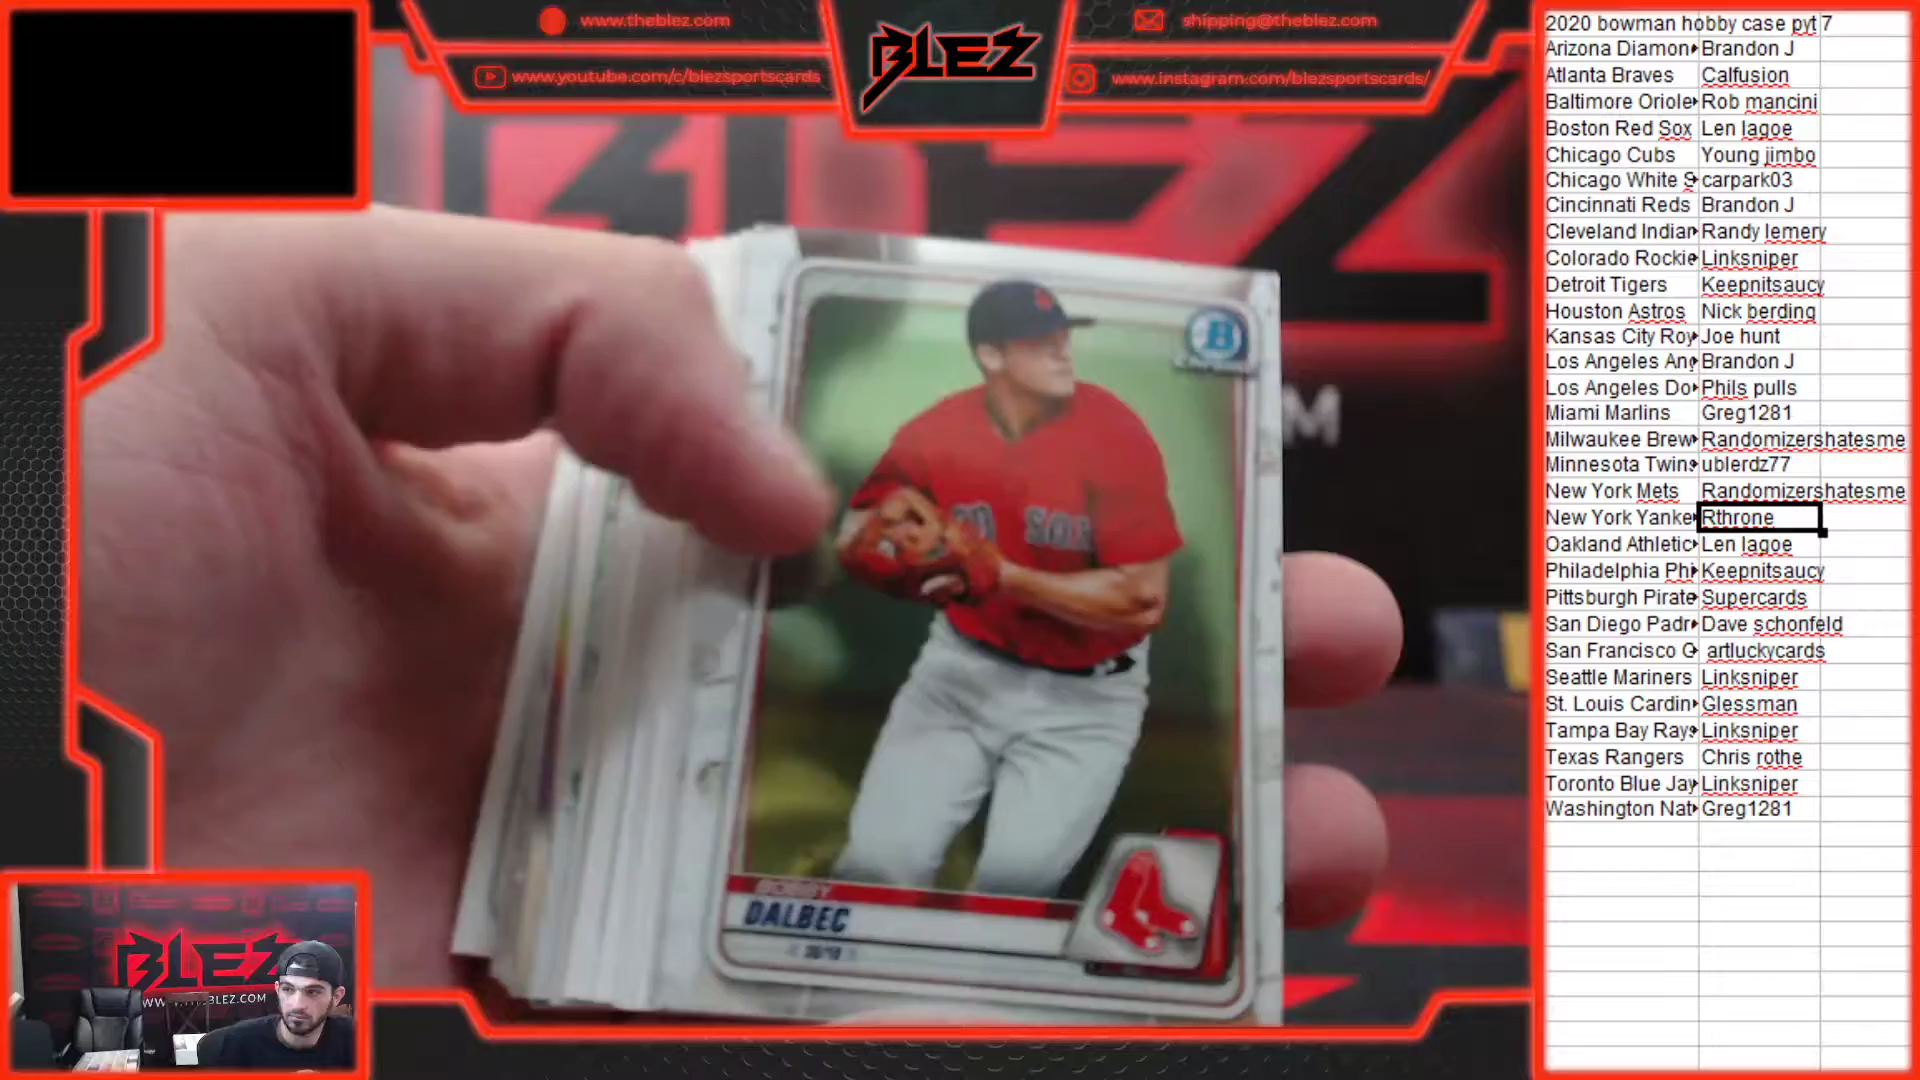 www.theblez.com
www.youtube.com/c/blezsportscards
BLEZ
shipping@theblez.com
www.instagram.com/blezsportscards/
BLEZ
B
SOX
BOBBY
DALBEC
3B/1B
BLEZ
2020 bowman hobby case pyt 7
Arizona Diamon Brandon J
Atlanta Braves Calfusion
Baltimore Oriole Rob mancini
Boston Red Sox Len lagoe
Chicago Cubs Young jimbo
Chicago White S carpark03
Cincinnati Reds Brandon J
Cleveland Indian Randy lemery
Colorado Rockie Linksniper
Detroit Tigers Keepnitsaucy
Houston Astros Nick berding
Kansas City Roy Joe hunt
Los Angeles Ang Brandon J
Los Angeles Do Phils pulls
Miami Marlins Greg1281
Milwaukee Brew Randomizershatesme
Minnesota Twins ublerdz77
New York Mets Randomizershatesme
New York Yanke Rthrone
Oakland Athletic Len lagoe
Philadelphia Phi Keepnitsaucy
Pittsburgh Pirate Supercards
San Diego Padr Dave schonfeld
San Francisco G artluckycards
Seattle Mariners Linksniper
St. Louis Cardin Glessman
Tampa Bay Rays Linksniper
Texas Rangers Chris rothe
Toronto Blue Jay Linksniper
Washington Nat Greg1281